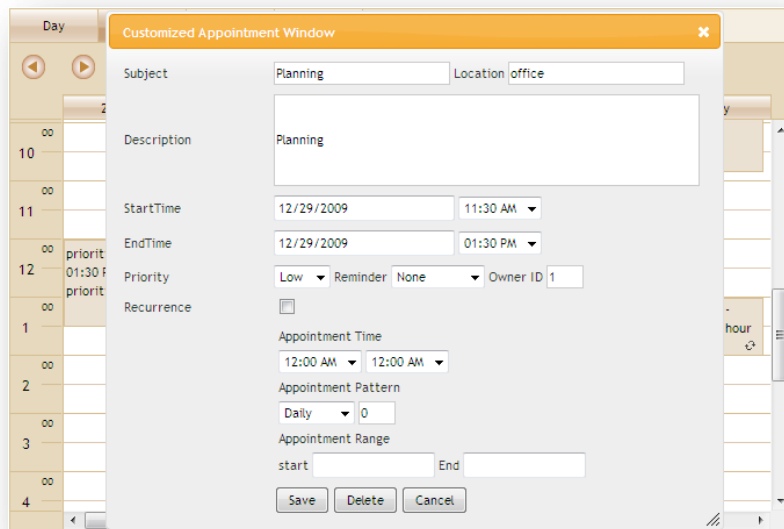 Day
Customized Appointment Window
Subject Planning Location office
2
y
Description Planning
00
10
00
11
StartTime 12/29/2009 11:30 AM
EndTime 12/29/2009 01:30 PM
00
12
priorit
01:30 P
priorit
Priority Low Reminder None Owner ID 1
Recurrence
00
1
-
hour
Appointment Time
12:00 AM 12:00 AM
00
2
Appointment Pattern
Daily 0
00
3
Appointment Range
start End
00
4
Save Delete Cancel